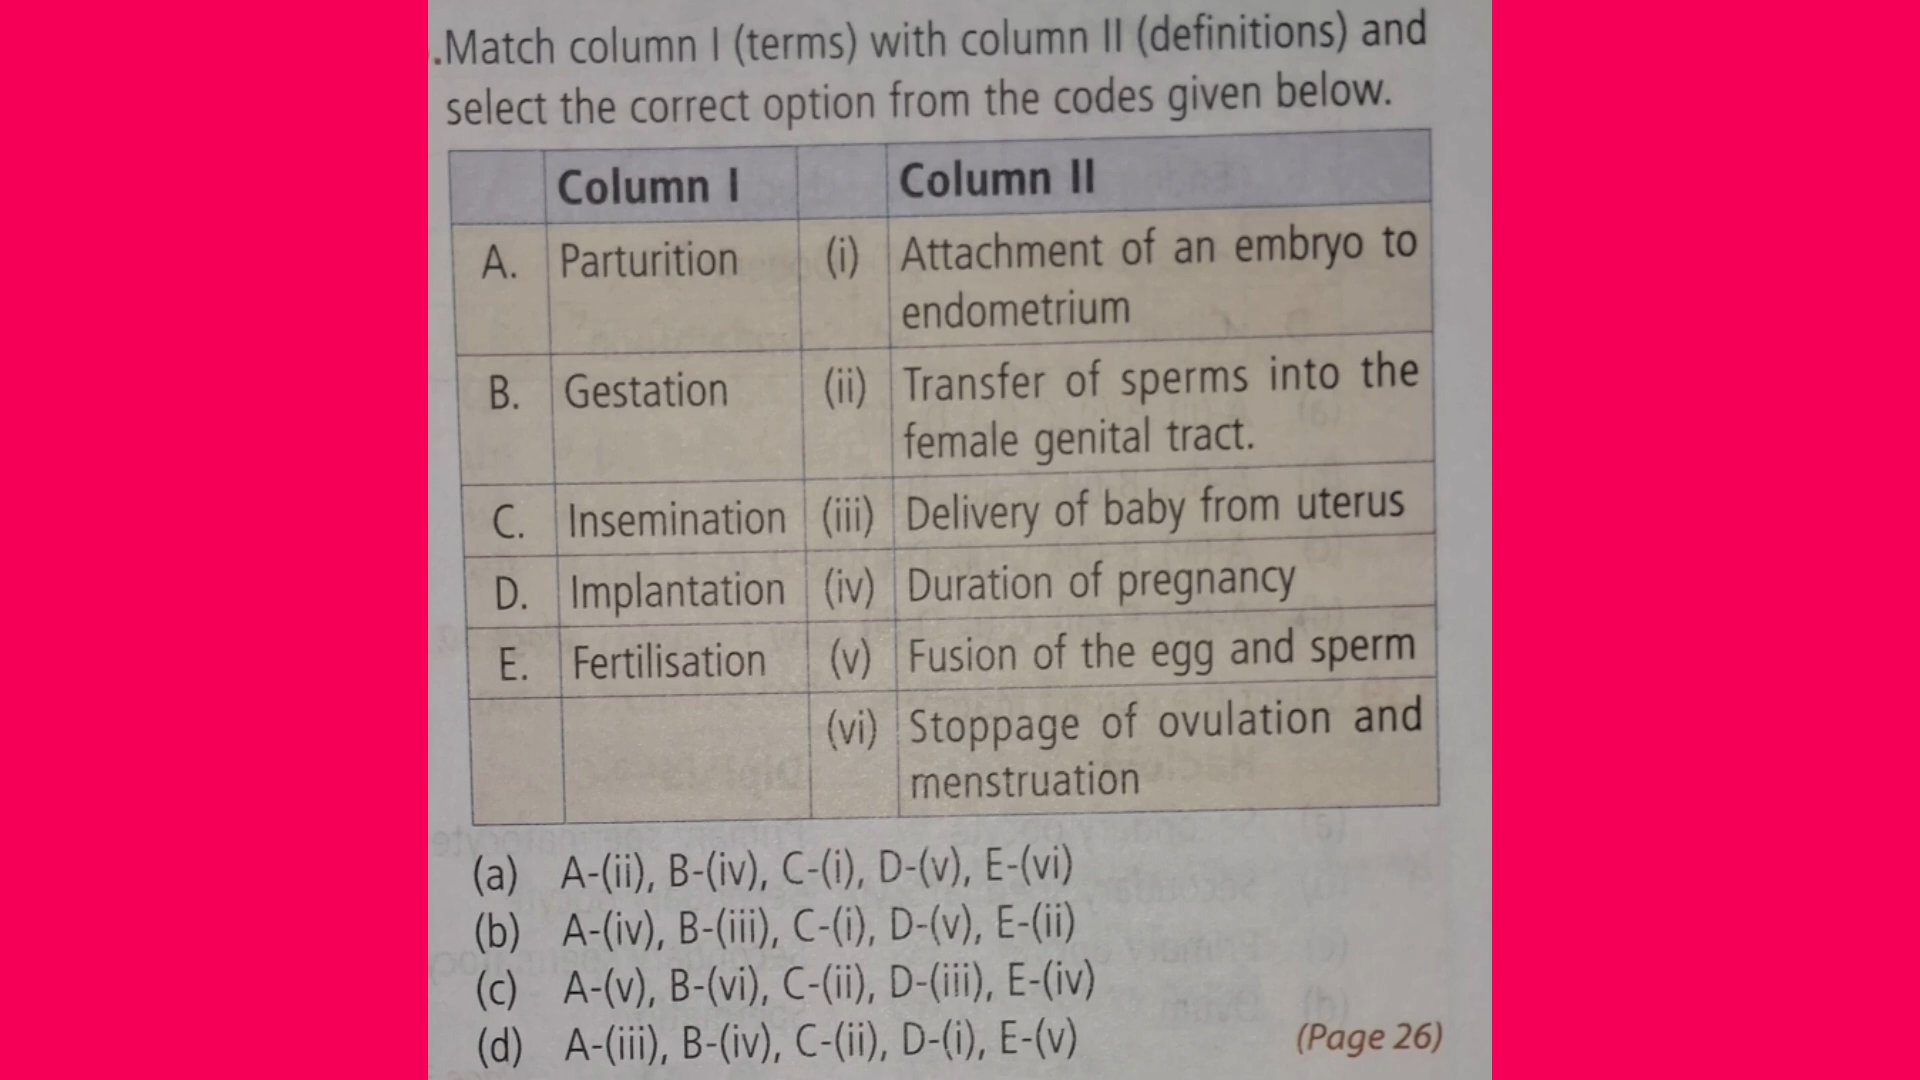 .Match column I (terms) with column II (definitions) and
select the correct option from the codes given below.
Column I Column II
A. Parturition (i) Attachment of an embryo to
endometrium
B. Gestation (ii) Transfer of sperms into the
female genital tract.
C. Insemination (iii) Delivery of baby from uterus
D. Implantation (iv) Duration of pregnancy
E. Fertilisation (v) Fusion of the egg and sperm
(vi) Stoppage of ovulation and
menstruation
(a) A-(ii), B-(iv), C-(i), D-(v), E-(vi)
(b) A-(iv), B-(iii), C-(i), D-(v), E-(ii)
(c) A-(v), B-(vi), C-(ii), D-(iii), E-(iv)
(d) A-(iii), B-(iv), C-(ii), D-(i), E-(v) (Page 26)